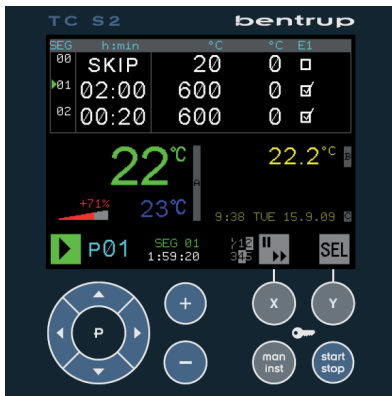 TC S2 bentrup
SEG h:min °C °C E1
00 SKIP 20 0
01 02:00 600 0
02 00:20 600 0
22°C 22.2°C B
A
+71% 23°C 9:38 TUE 15.9.09 C
P01 SEG 01 12 SEL
1:59:20 345
X Y
P + −
man inst start stop